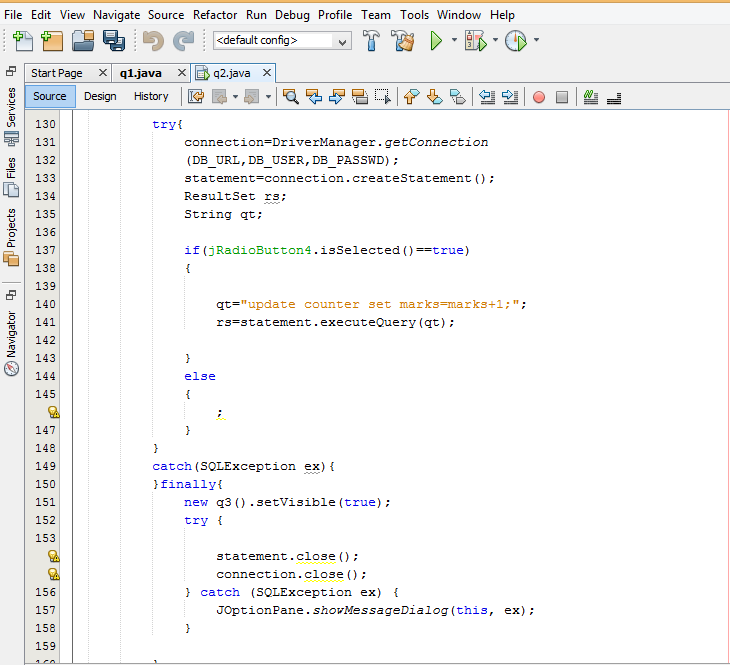 File Edit View Navigate Source Refactor Run Debug Profile Team Tools Window Help
<default config>
Start Page q1.java q2.java
Source Design History
Services
Files
Projects
Navigator
130 try{
131 connection=DriverManager.getConnection
132 (DB_URL,DB_USER,DB_PASSWD);
133 statement=connection.createStatement();
134 ResultSet rs;
135 String qt;
136
137 if(jRadioButton4.isSelected()==true)
138 {
139
140 qt="update counter set marks=marks+1;";
141 rs=statement.executeQuery(qt);
142
143 }
144 else
145 {
;
147 }
148 }
149 catch(SQLException ex){
150 }finally{
151 new q3().setVisible(true);
152 try {
153
statement.close();
connection.close();
156 } catch (SQLException ex) {
157 JOptionPane.showMessageDialog(this, ex);
158 }
159